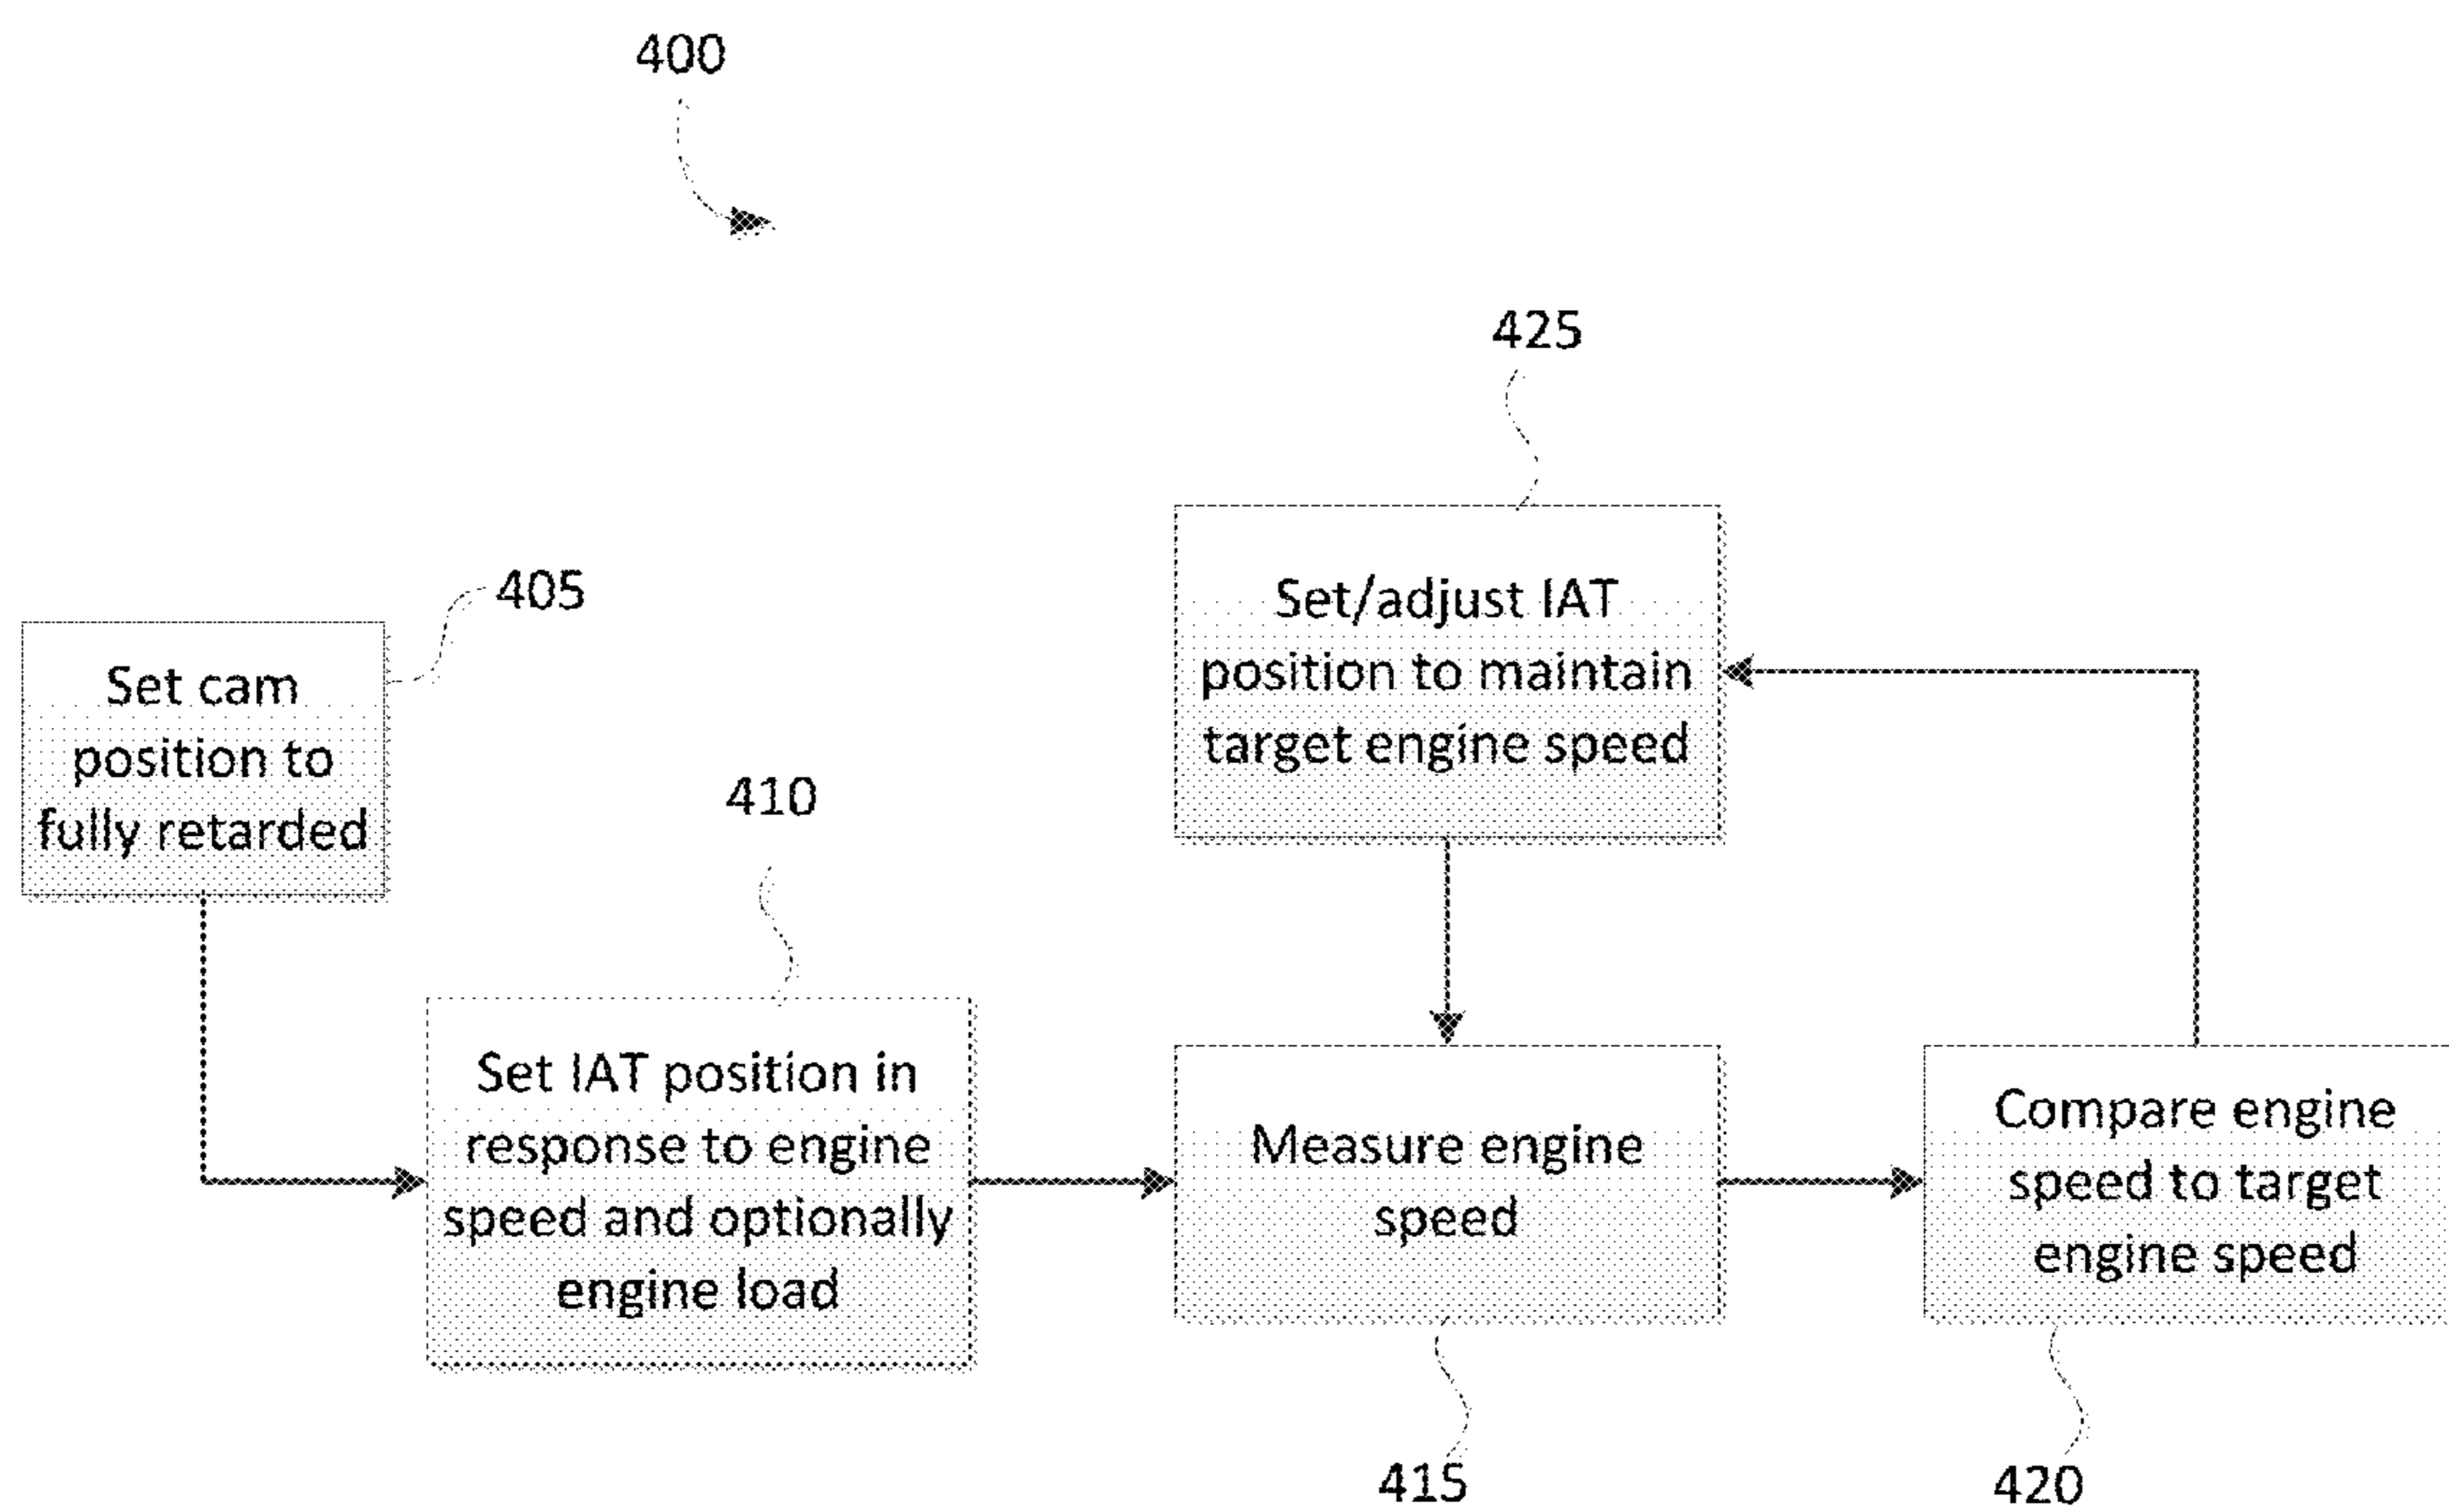 400
425
Set/adjust IAT
position to maintain
target engine speed
405
Set cam
position to
fully retarded
410
Set IAT position in
response to engine
speed and optionally
engine load
Measure engine
speed
Compare engine
speed to target
engine speed
415
420